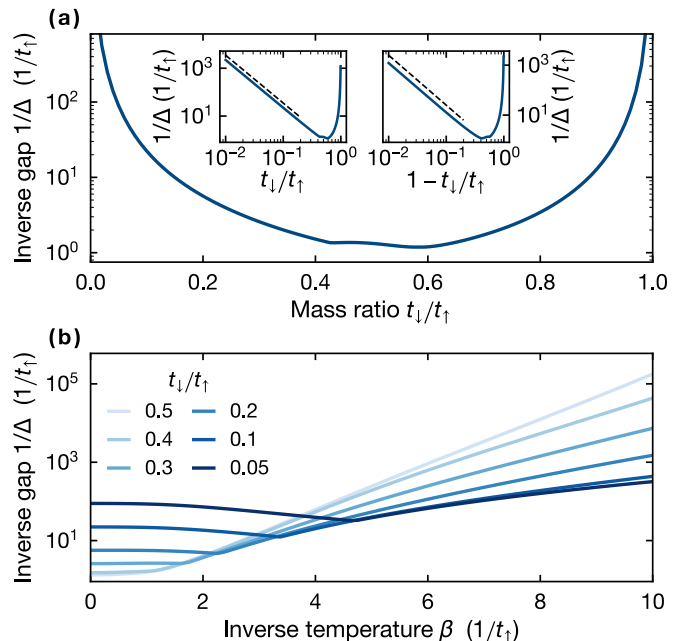 (a)
Inverse gap 1/Δ (1/t↑)
10²
10¹
10⁰
0.0 0.2 0.4 0.6 0.8 1.0
Mass ratio t↓/t↑
1/Δ (1/t↑)
10³
10¹
10⁻² 10⁻¹ 10⁰
t↓/t↑
10³
10¹
1/Δ (1/t↑)
10⁻² 10⁻¹ 10⁰
1 − t↓/t↑
(b)
Inverse gap 1/Δ (1/t↑)
10⁵
10³
10¹
t↓/t↑
0.5 0.2
0.4 0.1
0.3 0.05
0 2 4 6 8 10
Inverse temperature β (1/t↑)